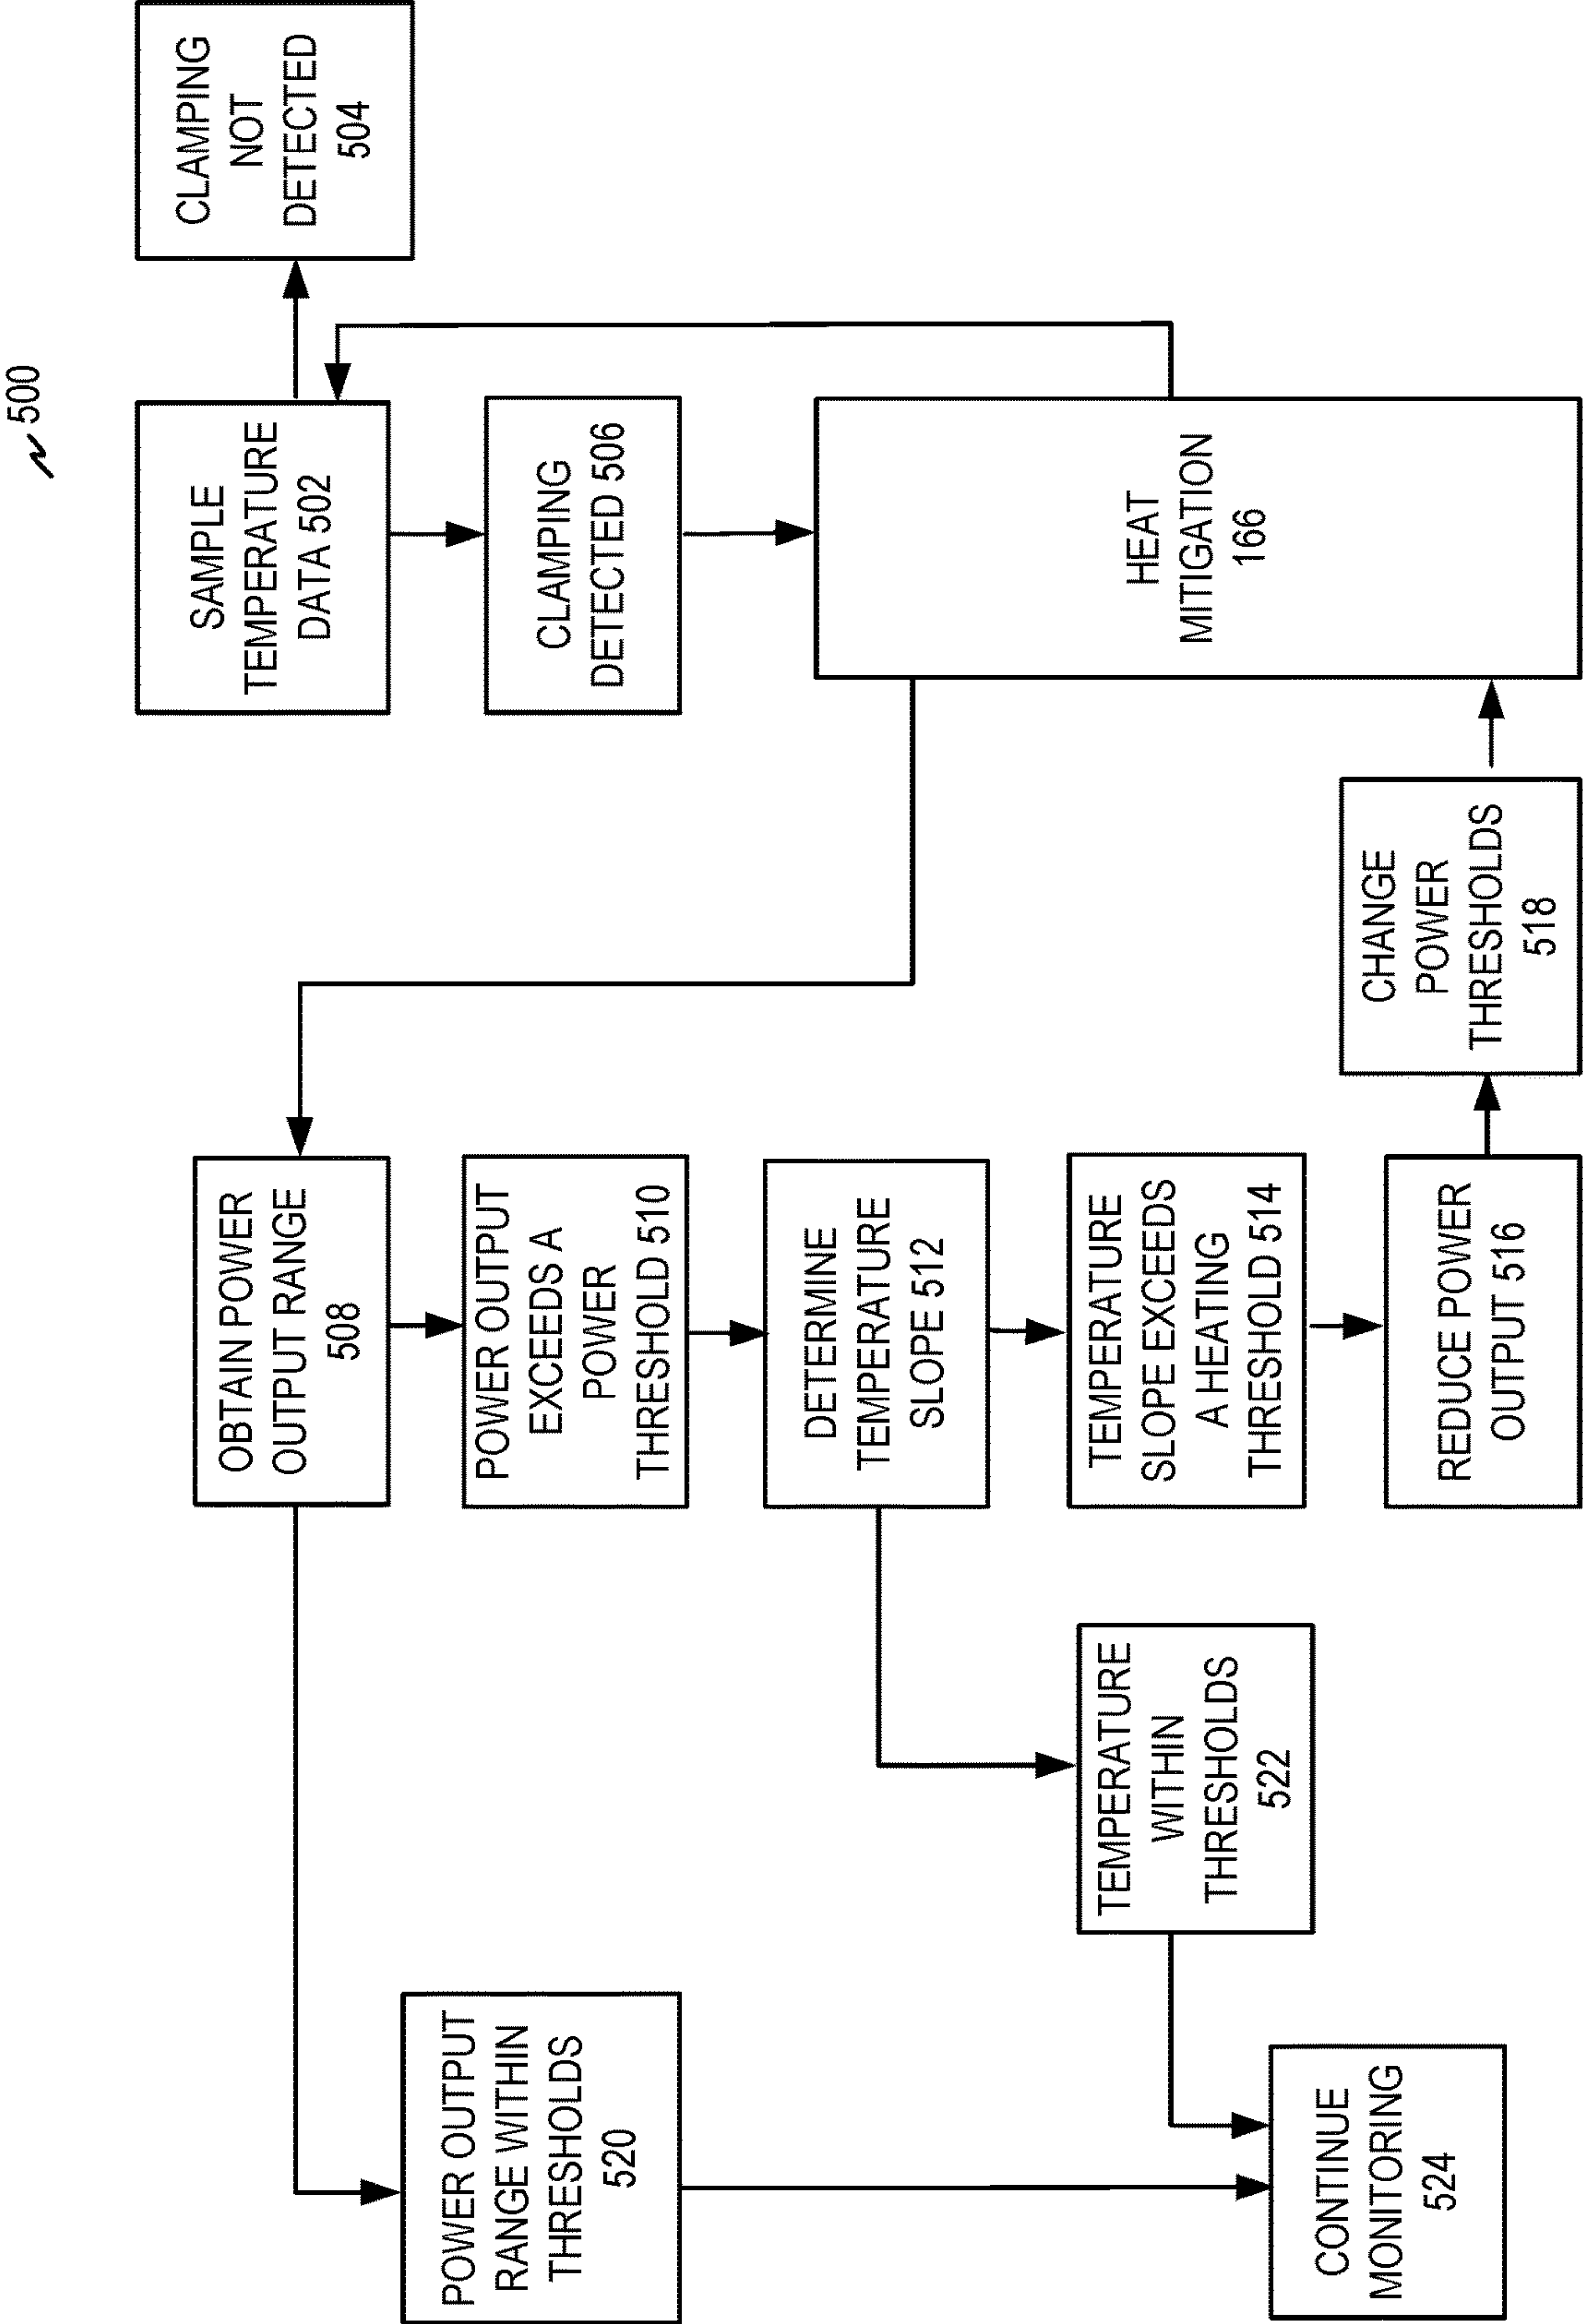 500
SAMPLE
TEMPERATURE
DATA 502
CLAMPING
NOT
DETECTED
504
CLAMPING
DETECTED 506
HEAT
MITIGATION
166
OBTAIN POWER
OUTPUT RANGE
508
POWER OUTPUT
EXCEEDS A
POWER
THRESHOLD 510
DETERMINE
TEMPERATURE
SLOPE 512
TEMPERATURE
SLOPE EXCEEDS
A HEATING
THRESHOLD 514
REDUCE POWER
OUTPUT 516
CHANGE
POWER
THRESHOLDS
518
POWER OUTPUT
RANGE WITHIN
THRESHOLDS
520
TEMPERATURE
WITHIN
THRESHOLDS
522
CONTINUE
MONITORING
524